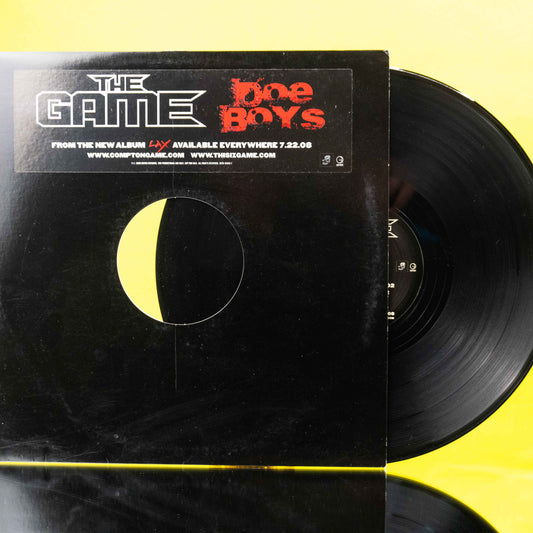 THE
GAME
Doe
BOYS
FROM THE NEW ALBUM LAX AVAILABLE EVERYWHERE 7.22.08
WWW.COMPTONGAME.COM WWW.THISIZGAME.COM